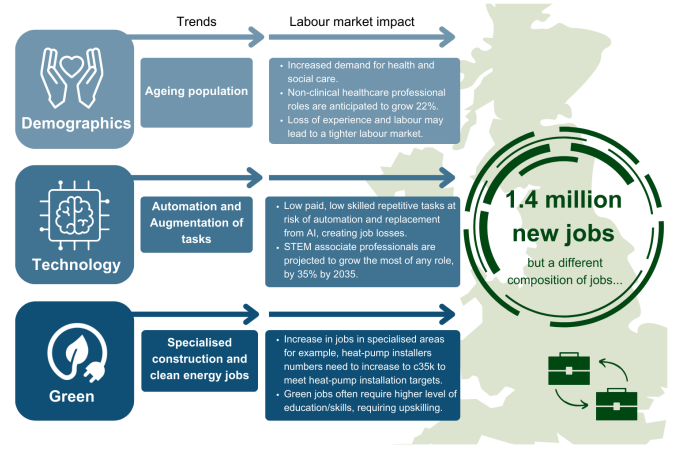 Trends
Labour market impact
Demographics
Ageing population
• Increased demand for health and
social care.
• Non-clinical healthcare professional
roles are anticipated to grow 22%.
• Loss of experience and labour may
lead to a tighter labour market.
Technology
Automation and
Augmentation of
tasks
• Low paid, low skilled repetitive tasks at
risk of automation and replacement
from AI, creating job losses.
• STEM associate professionals are
projected to grow the most of any role,
by 35% by 2035.
Green
Specialised
construction and
clean energy jobs
• Increase in jobs in specialised areas
for example, heat-pump installers
numbers need to increase to c35k to
meet heat-pump installation targets.
• Green jobs often require higher level of
education/skills, requiring upskilling.
1.4 million
new jobs
but a different
composition of jobs...